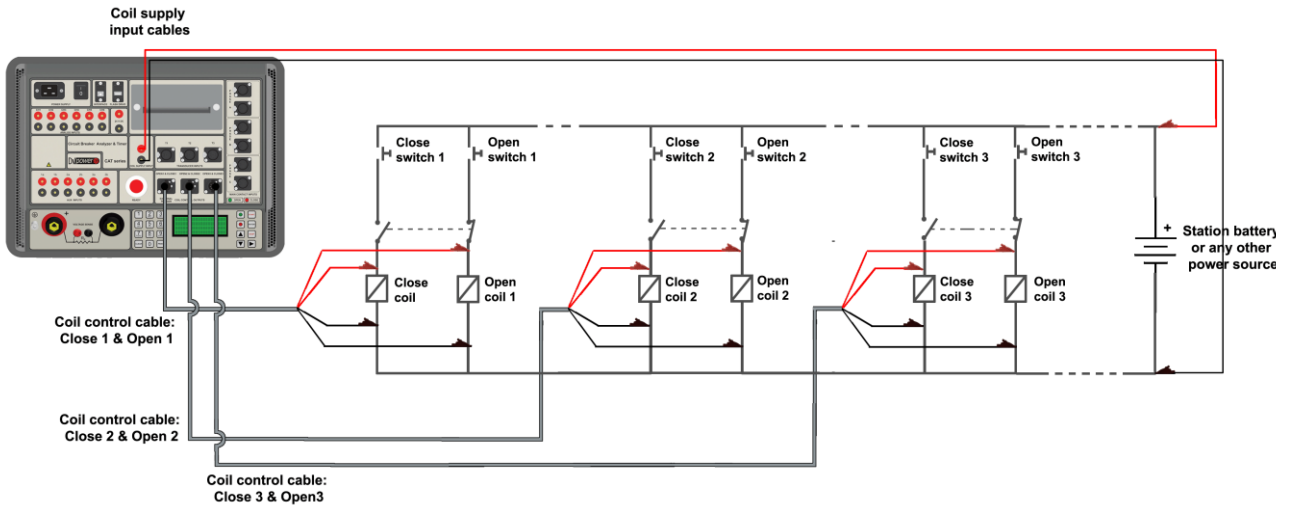 Coil supply
input cables
POWER SUPPLY
Circuit Breaker Analyzer & Timer
power
CAT series
Close
switch 1
Open
switch 1
Close
switch 2
Open
switch 2
Close
switch 3
Open
switch 3
+
Station battery
or any other
power source
Close
coil
Open
coil 1
Close
coil 2
Open
coil 2
Close
coil 3
Open
coil 3
Coil control cable:
Close 1 & Open 1
Coil control cable:
Close 2 & Open 2
Coil control cable:
Close 3 & Open3